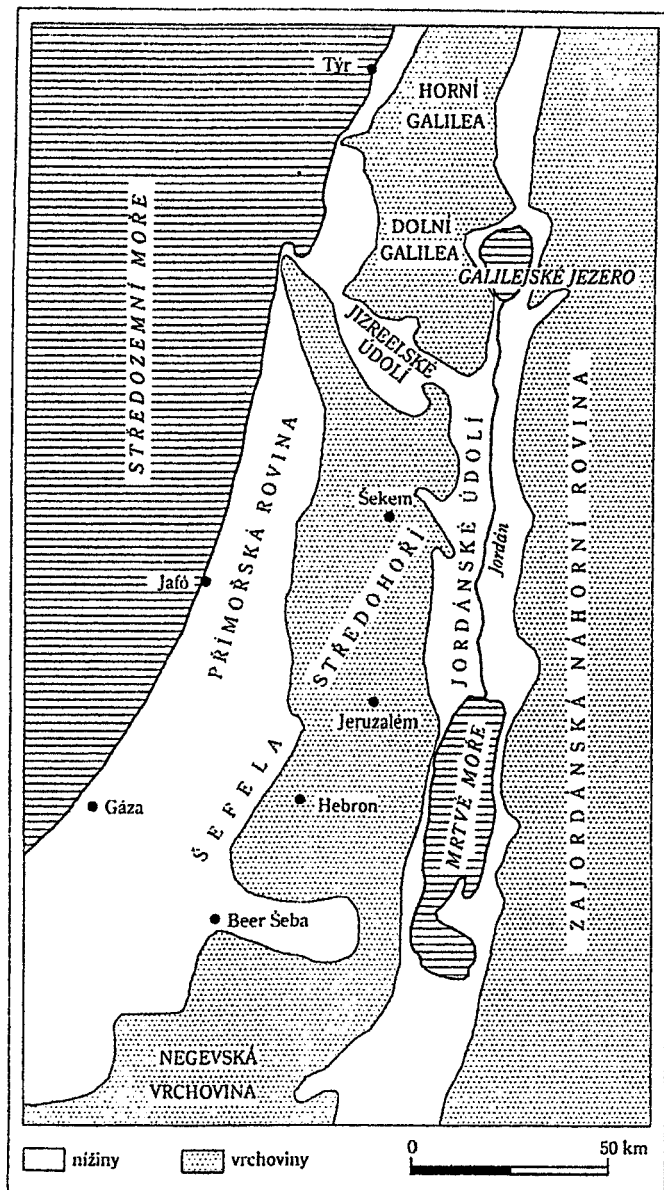 Týr
HORNÍ
GALILEA
DOLNÍ
GALILEA
GALILEJSKÉ JEZERO
STŘEDOZEMNÍ MOŘE
JIZREELSKÉ
ÚDOLÍ
PŘÍMOŘSKÁ ROVINA
Šekem
STŘEDOHOŘÍ
JORDÁNSKÉ ÚDOLÍ
Jordán
ZAJORDÁNSKÁ NÁHORNÍ ROVINA
Jafó
Jeruzalém
ŠEFELA
Gáza
Hebron
MRTVÉ MOŘE
Beer Šeba
NEGEVSKÁ
VRCHOVINA
nížiny
vrchoviny
0 50 km